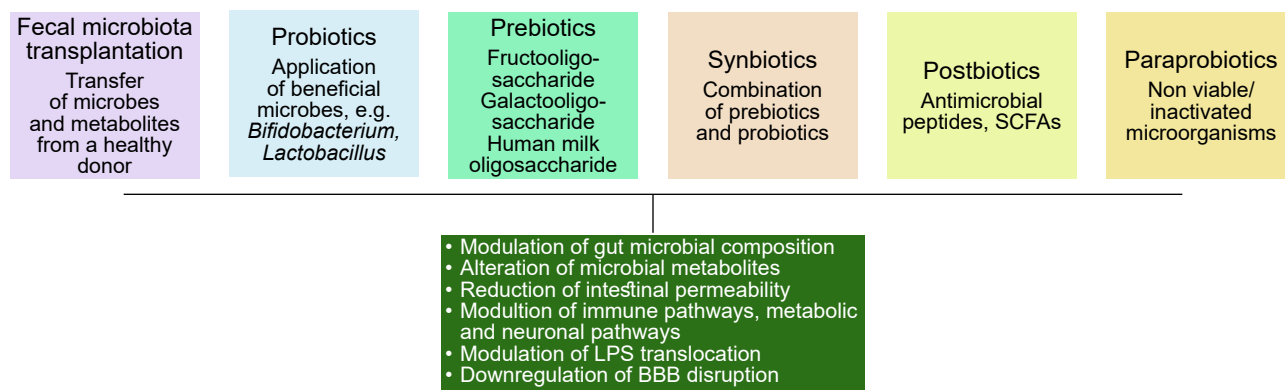 Fecal microbiota
transplantation
Transfer
of microbes
and metabolites
from a healthy
donor
Probiotics
Application
of beneficial
microbes, e.g.
Bifidobacterium,
Lactobacillus
Prebiotics
Fructooligo-
saccharide
Galactooligo-
saccharide
Human milk
oligosaccharide
Synbiotics
Combination
of prebiotics
and probiotics
Postbiotics
Antimicrobial
peptides, SCFAs
Paraprobiotics
Non viable/
inactivated
microorganisms
• Modulation of gut microbial composition
• Alteration of microbial metabolites
• Reduction of intestinal permeability
• Modultion of immune pathways, metabolic
and neuronal pathways
• Modulation of LPS translocation
• Downregulation of BBB disruption